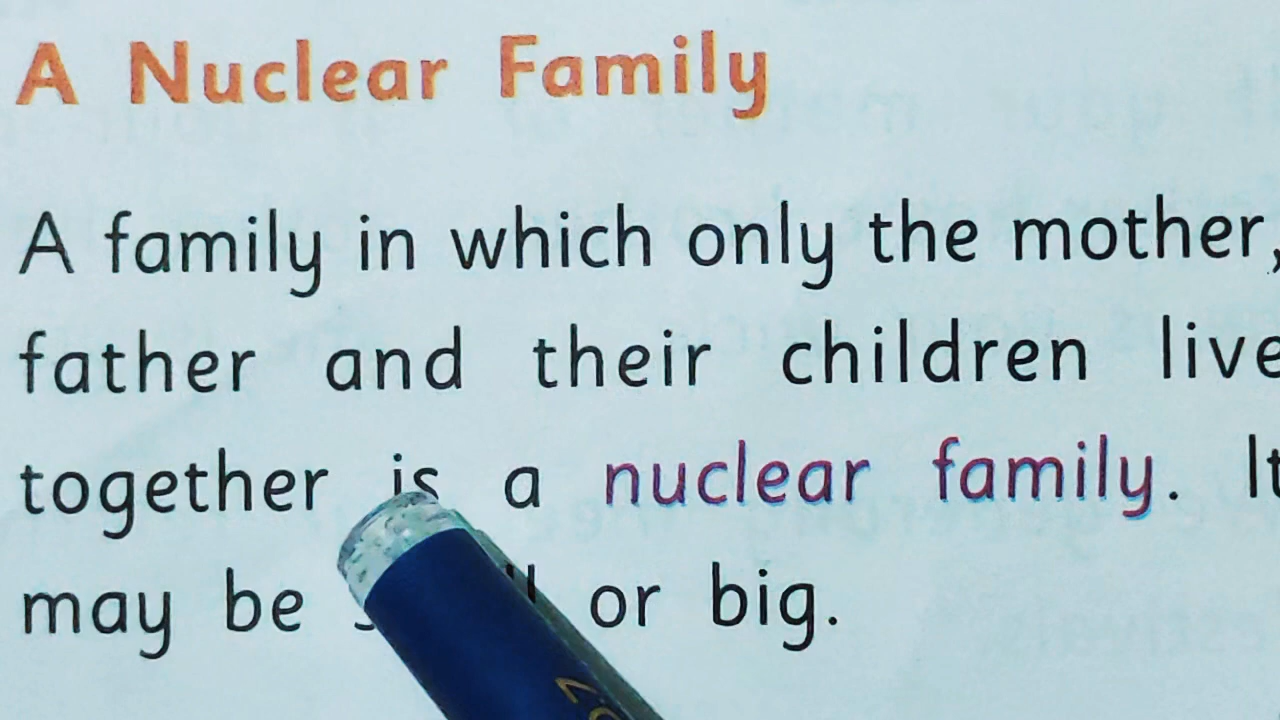 A Nuclear Family
A family in which only the mother,
father and their children live
together is a nuclear family. It
may be or big.